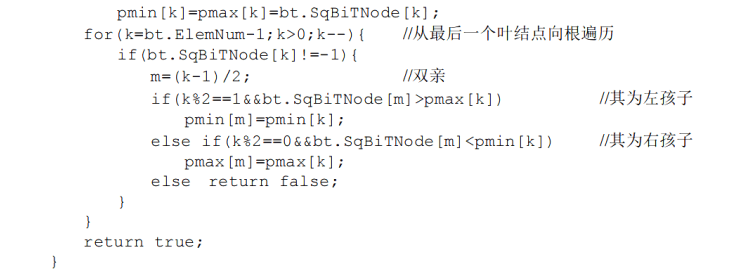 pmin[k]=pmax[k]=bt.SqBiTNode[k];
for(k=bt.ElemNum-1;k>0;k--){ //从最后一个叶结点向根遍历
if(bt.SqBiTNode[k]!=-1){
m=(k-1)/2; //双亲
if(k%2==1&&bt.SqBiTNode[m]>pmax[k]) //其为左孩子
pmin[m]=pmin[k];
else if(k%2==0&&bt.SqBiTNode[m]<pmin[k]) //其为右孩子
pmax[m]=pmax[k];
else return false;
}
}
return true;
}